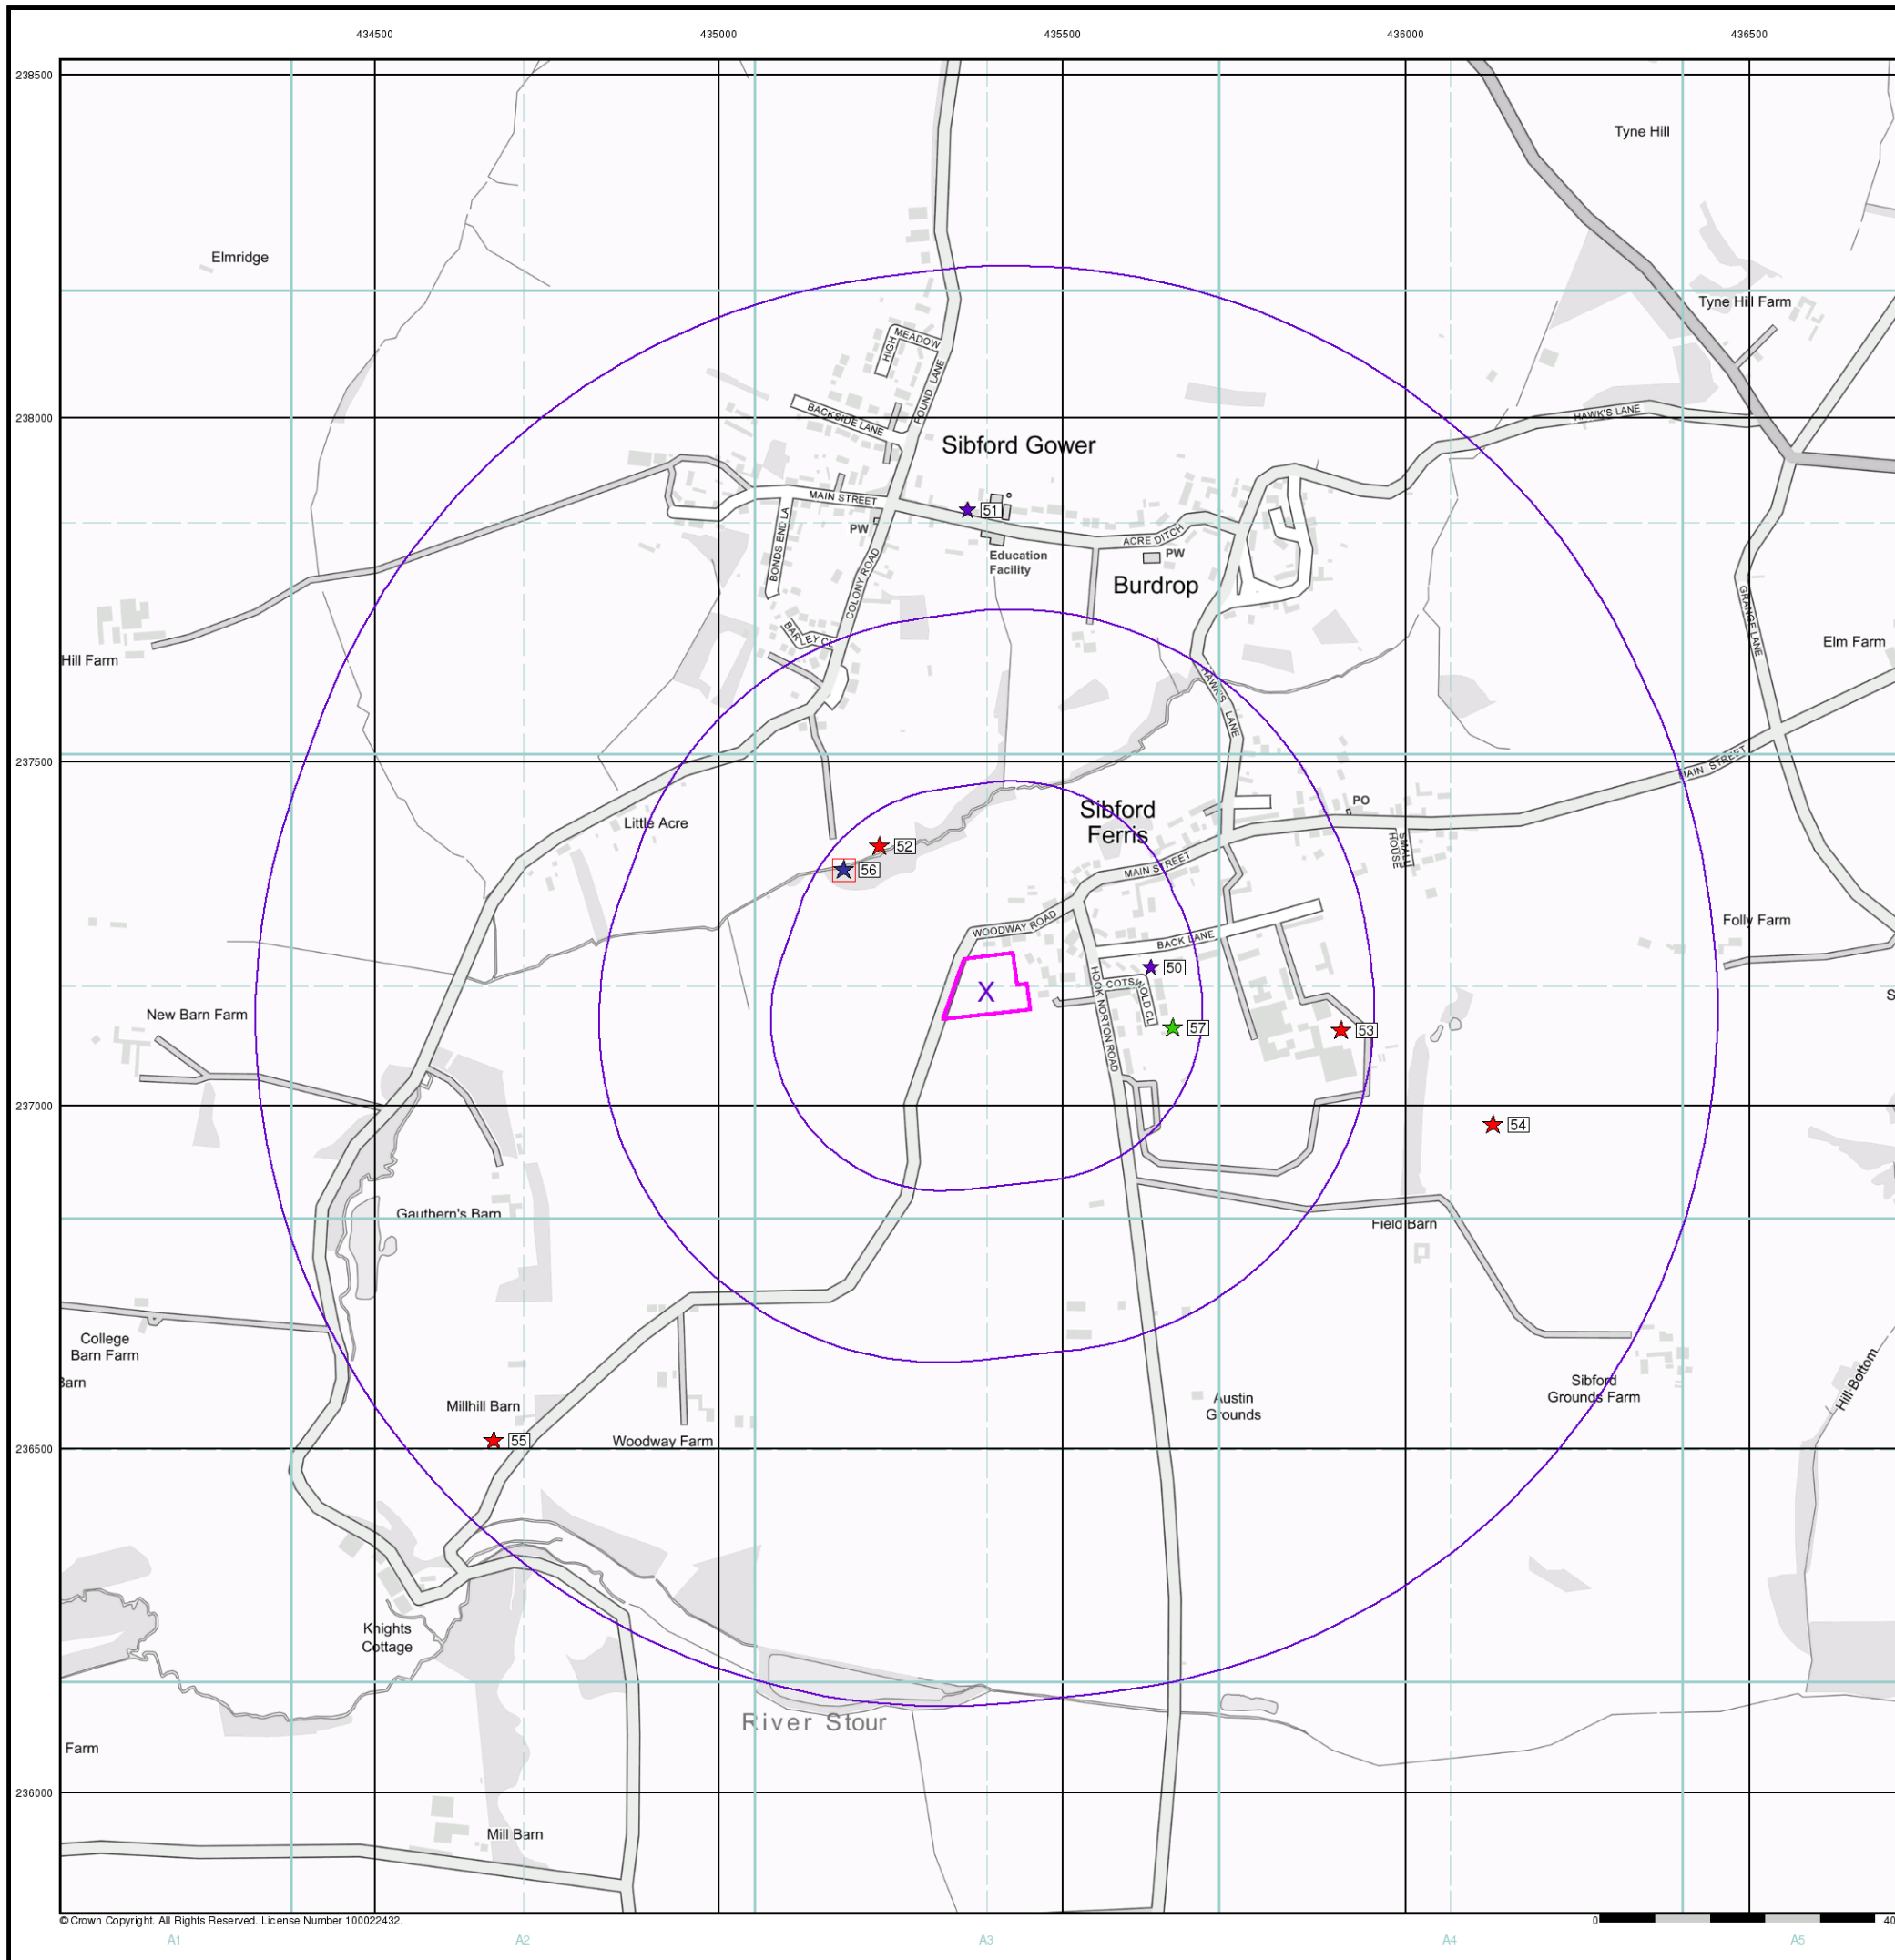 434500 435000 435500 436000 436500
238500
Tyne Hill
Elmridge
Tyne Hill Farm
HIGH MEADOW
POUND LANE
BACKSIDE LANE
238000
HAWK'S LANE
Sibford Gower
MAIN STREET
51
PW
BONDS END LA
COLONY ROAD
Education
Facility
ACRE DITCH
PW
Burdrop
GRANGE LANE
BARLEY CL
Elm Farm
Hill Farm
HAWK'S LANE
237500
MAIN STREET
Little Acre
Sibford
Ferris
PO
SMALL
HOUSE
52
56
MAIN STREET
WOODWAY ROAD
Folly Farm
BACK LANE
50
X
HOOK NORTON ROAD
COTSWOLD CL
S
New Barn Farm
57
53
237000
54
Gauthern's Barn
Field Barn
College
Barn Farm
Barn
Hill Bottom
Sibford
Grounds Farm
Austin
Grounds
Millhill Barn
55
Woodway Farm
236500
Knights
Cottage
River Stour
Farm
236000
Mill Barn
© Crown Copyright. All Rights Reserved. License Number 100022432.
0 40
A1 A2 A3 A4 A5